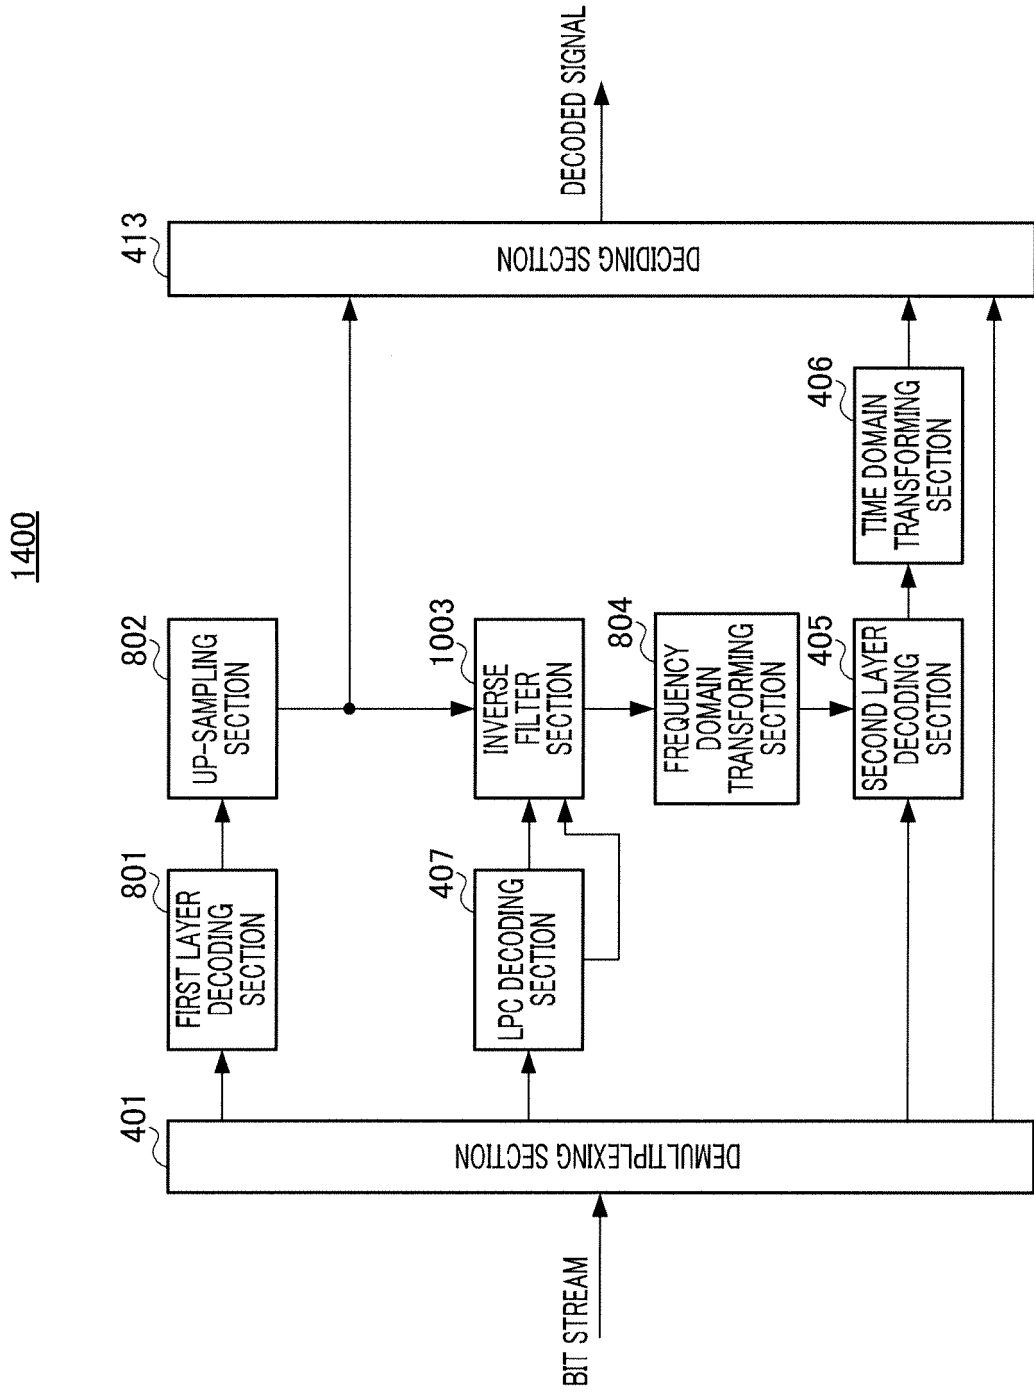 1400
BIT STREAM
401
DEMULTIPLEXING SECTION
801
FIRST LAYER
DECODING
SECTION
802
UP-SAMPLING
SECTION
407
LPC DECODING
SECTION
1003
INVERSE
FILTER
SECTION
804
FREQUENCY
DOMAIN
TRANSFORMING
SECTION
405
SECOND LAYER
DECODING
SECTION
406
TIME DOMAIN
TRANSFORMING
SECTION
413
DECIDING SECTION
DECODED SIGNAL